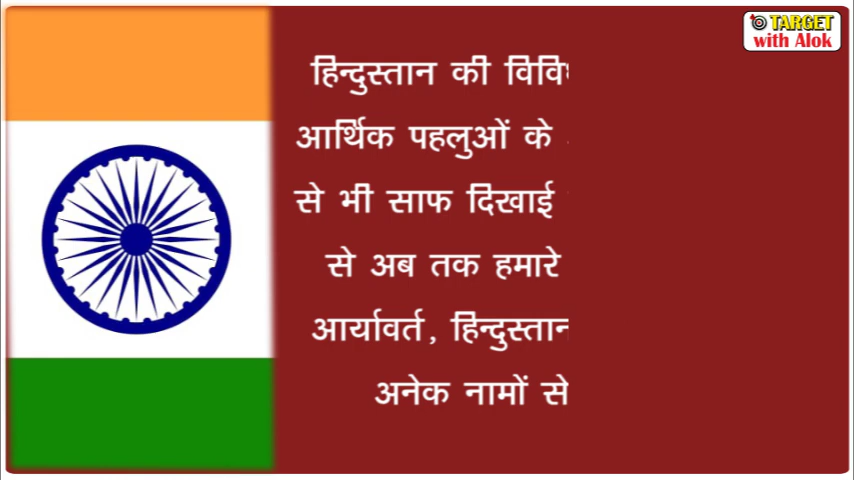 TARGET
with Alok
हिन्दुस्तान की
आर्थिक पहलुओं के
से भी साफ दिखाई
से अब तक हमारे
आर्यावर्त, हिन्दुस्तान
अनेक नामों से